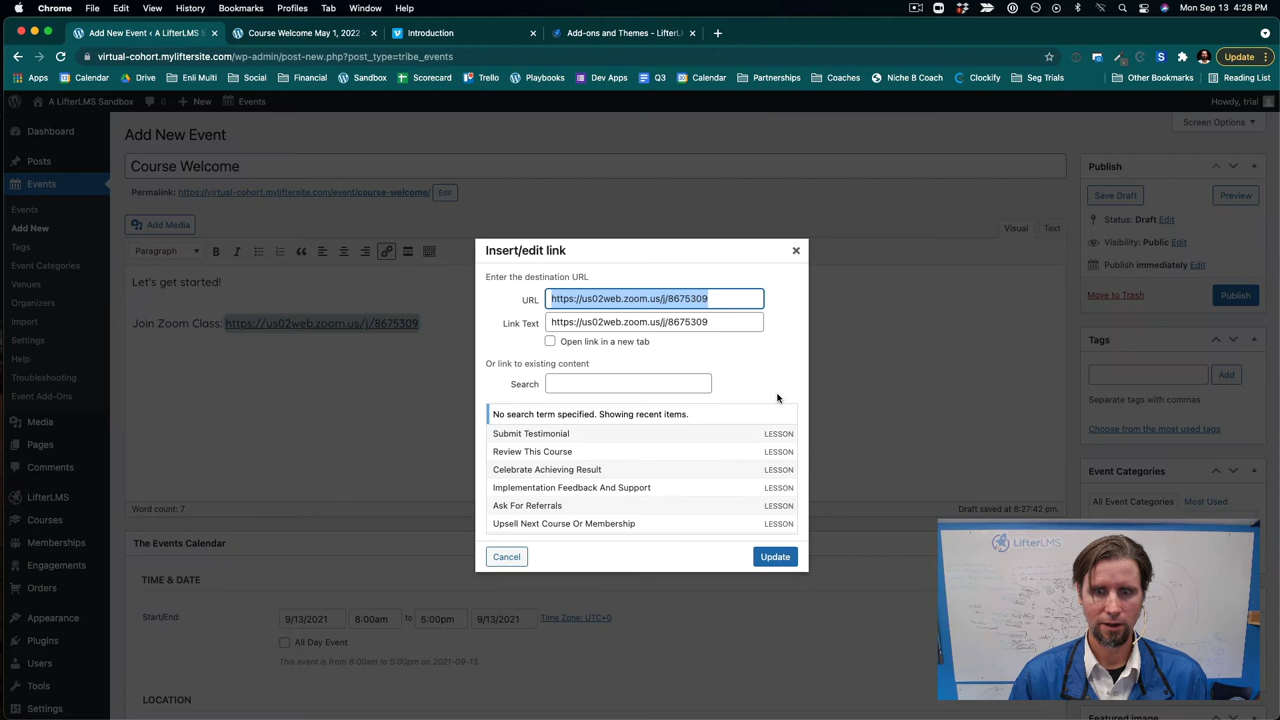 Chrome File Edit View History Bookmarks Profiles Tab Window Help Mon Sep 13 4:28 PM
Add New Event ‹ A LifterLMS S Course Welcome May 1, 2022 - Introduction Add-ons and Themes - LifterL
virtual-cohort.myliftersite.com/wp-admin/post-new.php?post_type=tribe_events Update
Apps Calendar Drive Enli Multi Social Financial Sandbox Scorecard Trello Playbooks Dev Apps Q3 Calendar Partnerships Coaches Niche B Coach Clockify Seg Trials Other Bookmarks Reading List
A LifterLMS Sandbox 0 New Events Howdy, trial
Dashboard
Posts
Events
Events
Add New
Tags
Event Categories
Venues
Organizers
Import
Settings
Help
Troubleshooting
Event Add-Ons
Media
Pages
Comments
LifterLMS
Courses
Memberships
Engagements
Orders
Appearance
Plugins
Users
Tools
Settings
Screen Options
Add New Event
Course Welcome
Permalink: https://virtual-cohort.myliftersite.com/event/course-welcome/ Edit
Add Media Visual Text
Paragraph B I
Let's get started!
Join Zoom Class: https://us02web.zoom.us/j/8675309
Word count: 7 Draft saved at 8:27:42 pm.
The Events Calendar
TIME & DATE
Start/End: 9/13/2021 8:00am to 5:00pm 9/13/2021 Time Zone: UTC+0
All Day Event
This event is from 8:00am to 5:00pm on 2021-09-13.
LOCATION
Insert/edit link
Enter the destination URL
URL https://us02web.zoom.us/j/8675309
Link Text https://us02web.zoom.us/j/8675309
Open link in a new tab
Or link to existing content
Search
No search term specified. Showing recent items.
Submit Testimonial LESSON
Review This Course LESSON
Celebrate Achieving Result LESSON
Implementation Feedback And Support LESSON
Ask For Referrals LESSON
Upsell Next Course Or Membership LESSON
Cancel Update
Publish
Save Draft Preview
Status: Draft Edit
Visibility: Public Edit
Publish immediately Edit
Move to Trash Publish
Tags
Add
Separate tags with commas
Choose from the most used tags
Event Categories
All Event Categories Most Used
LifterLMS
Featured image